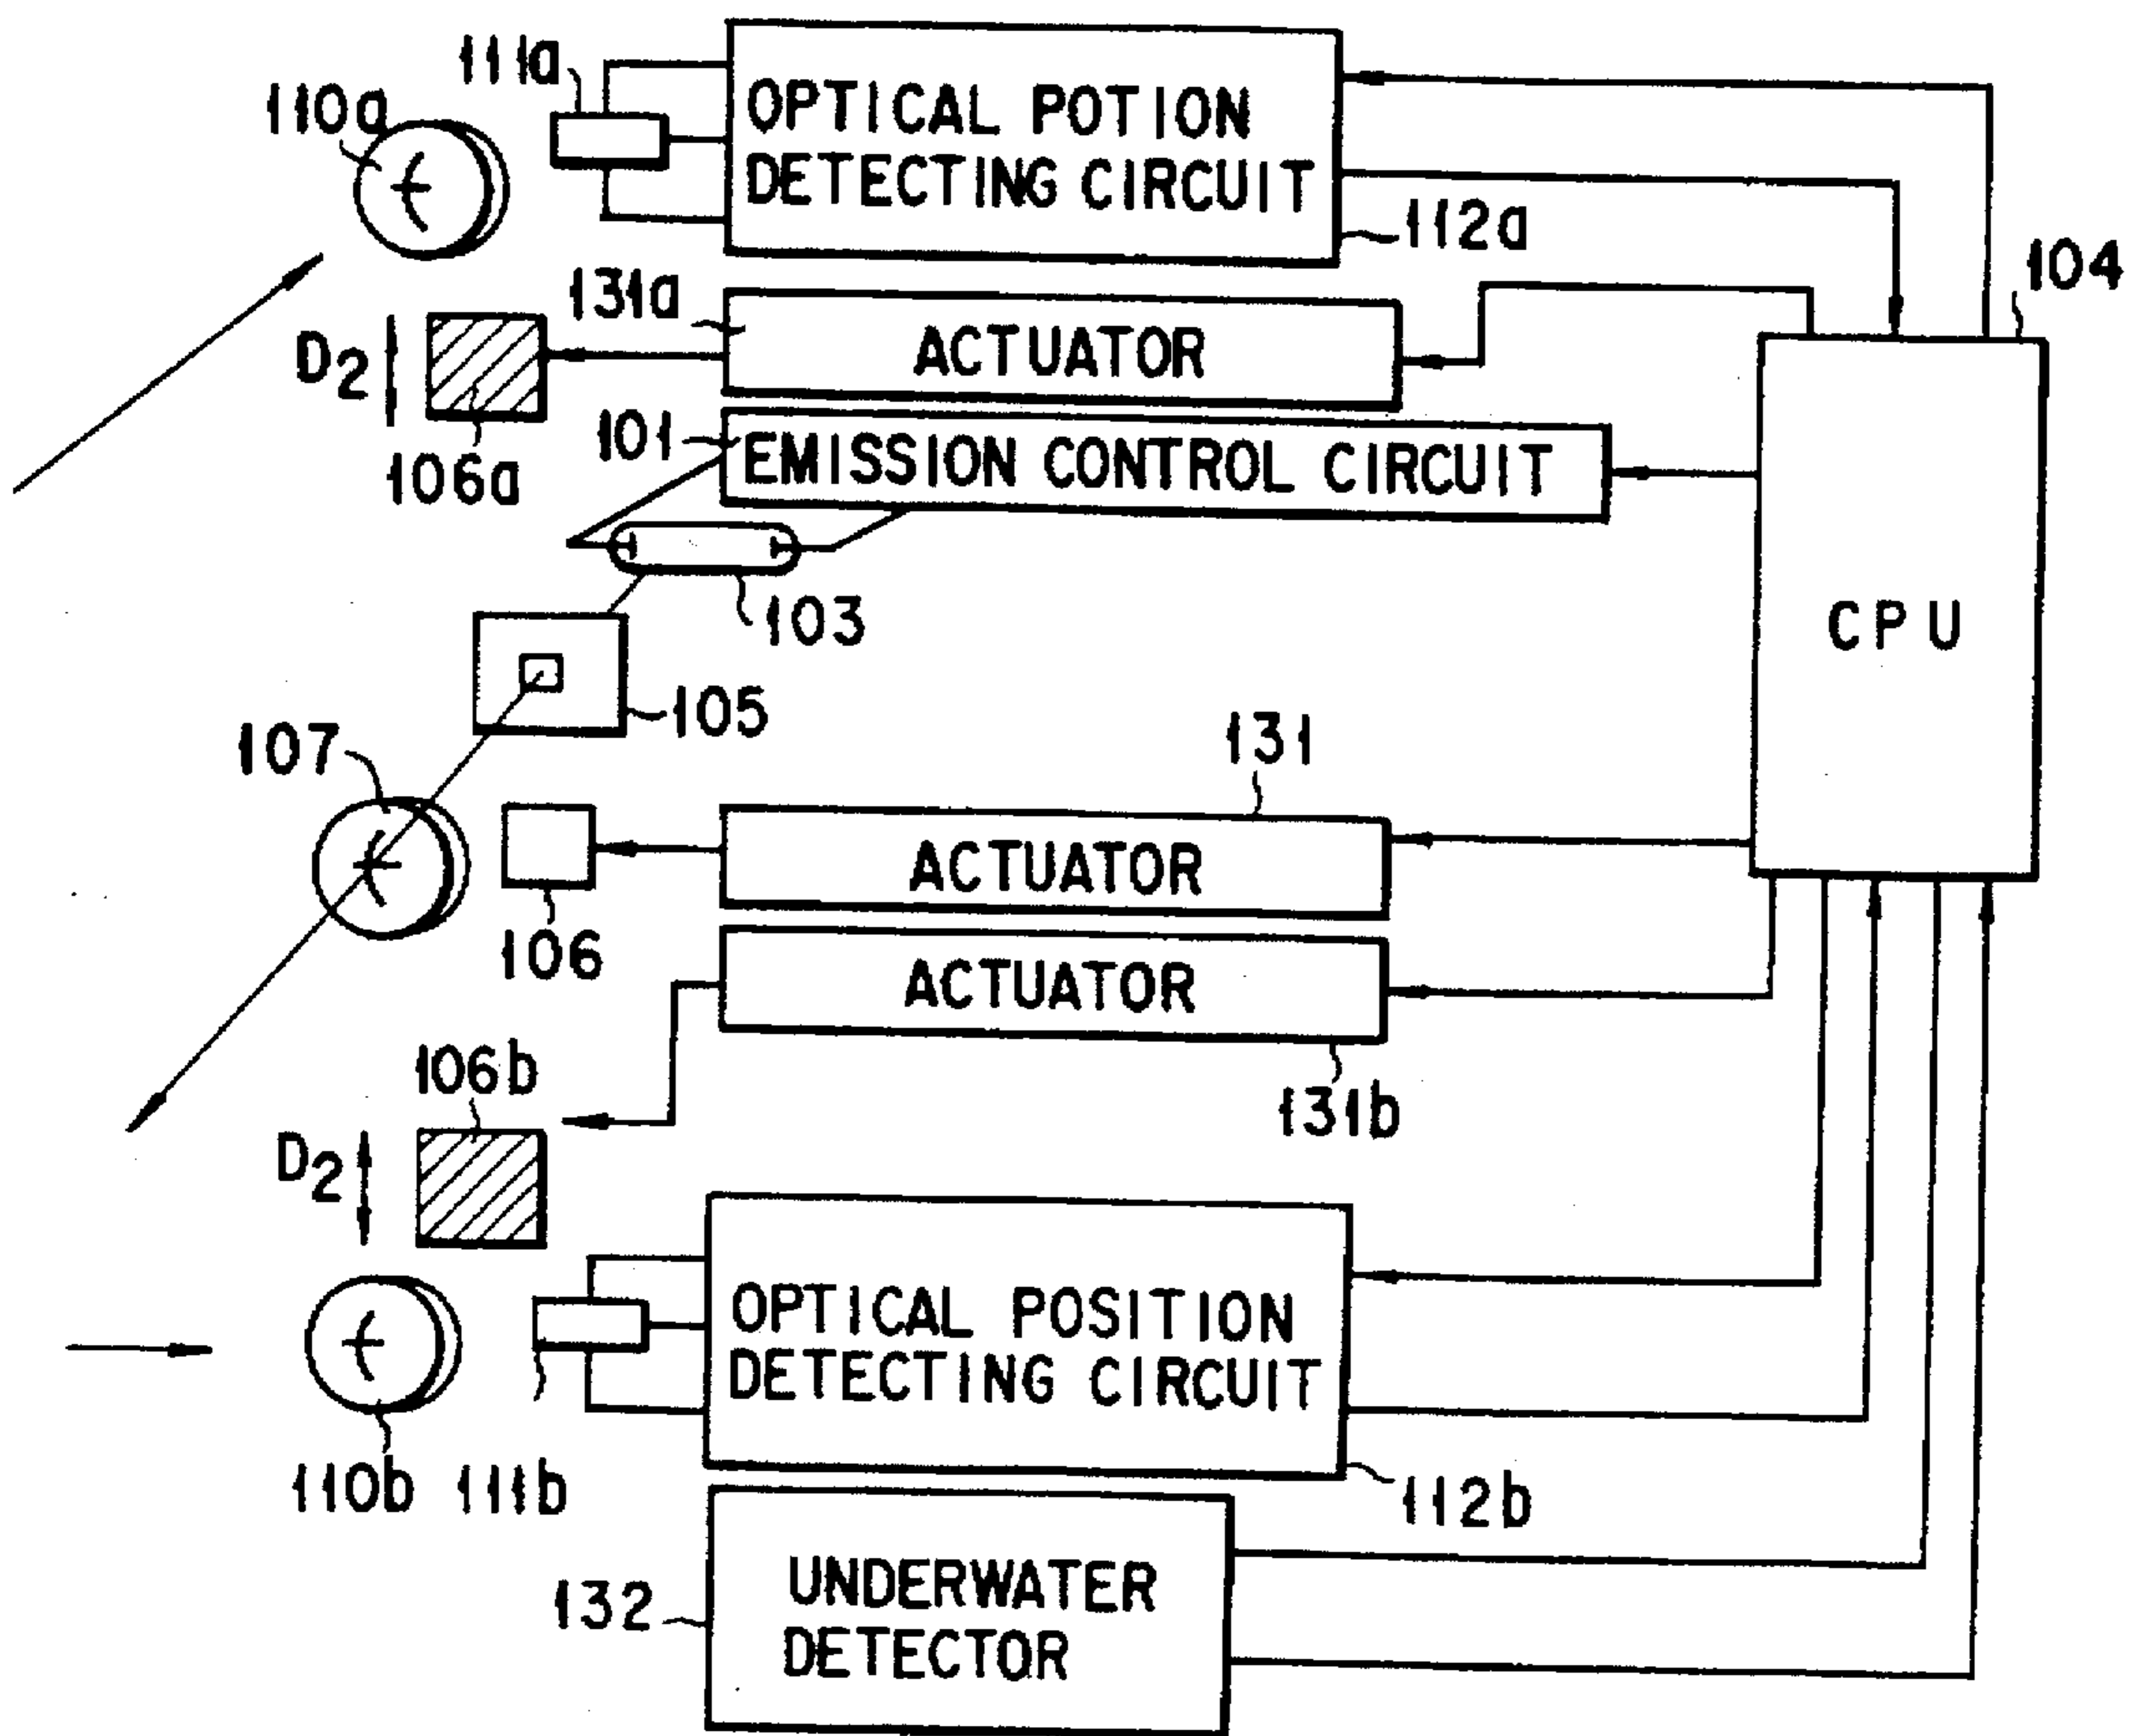 111a
110a
OPTICAL POTION
DETECTING CIRCUIT
112a
104
131a
ACTUATOR
D2
106a
101
EMISSION CONTROL CIRCUIT
103
CPU
105
107
131
ACTUATOR
106
ACTUATOR
131b
106b
D2
OPTICAL POSITION
DETECTING CIRCUIT
110b
111b
112b
132
UNDERWATER
DETECTOR